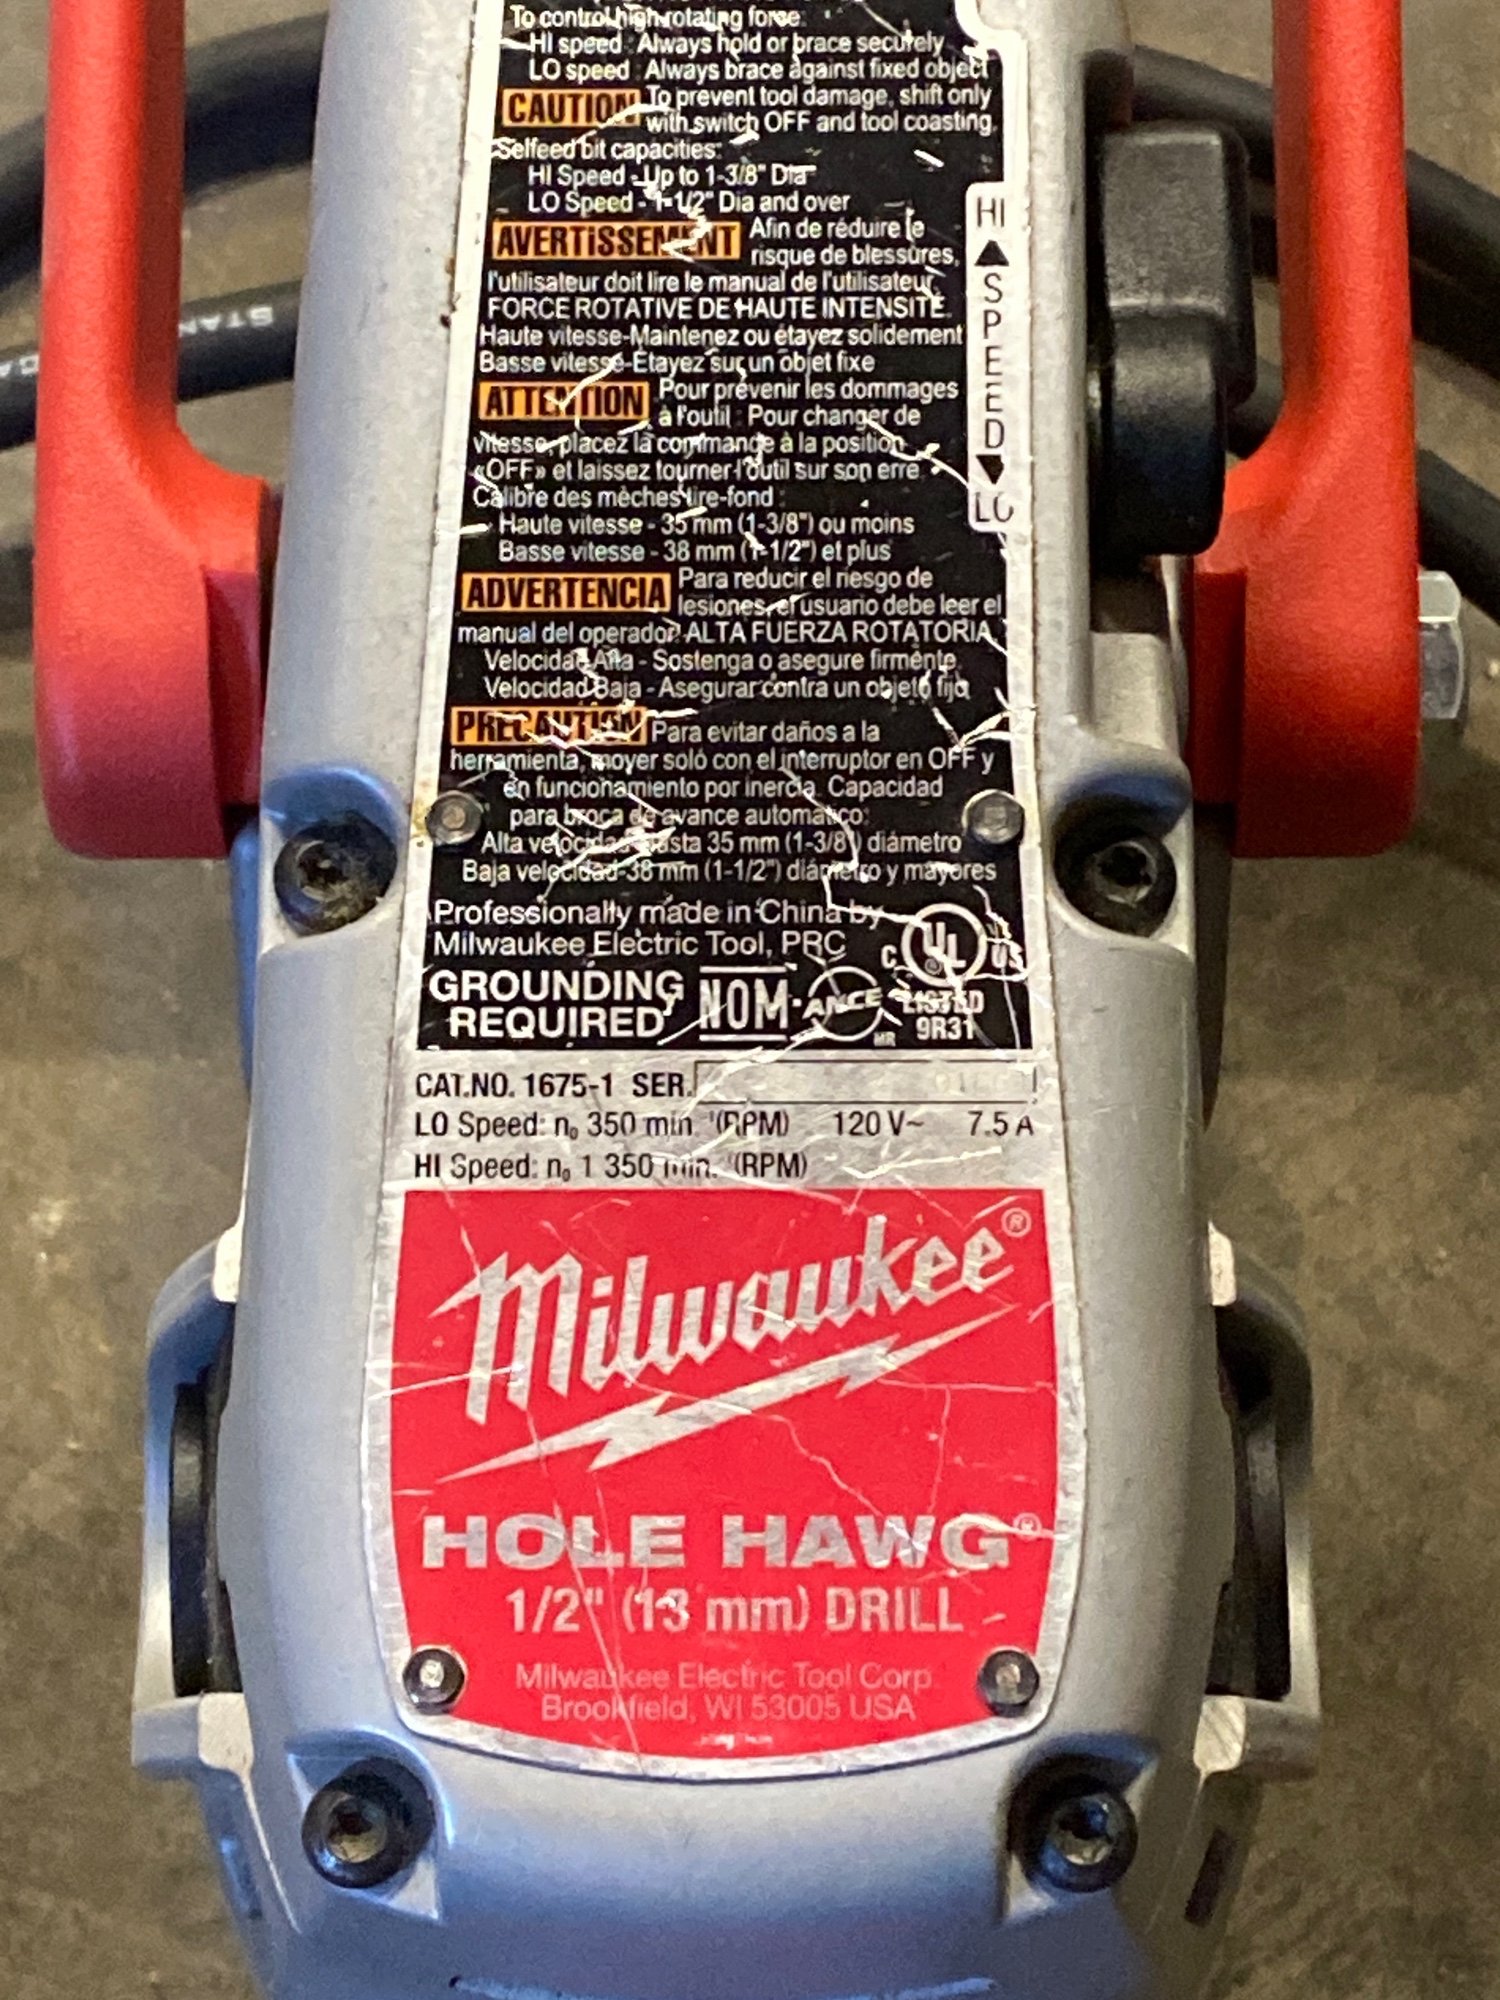 To control high rotating force:
HI speed : Always hold or brace securely
LO speed : Always brace against fixed object
CAUTION To prevent tool damage, shift only
with switch OFF and tool coasting.
Selfeed bit capacities:
HI Speed - Up to 1-3/8" Dia
LO Speed - 1-1/2" Dia and over
AVERTISSEMENT Afin de réduire le
risque de blessures,
l'utilisateur doit lire le manual de l'utilisateur.
FORCE ROTATIVE DE HAUTE INTENSITÉ.
Haute vitesse-Maintenez ou étayez solidement
Basse vitesse-Étayez sur un objet fixe
ATTENTION Pour prévenir les dommages
à l'outil : Pour changer de
vitesse, placez la commande à la position
«OFF» et laissez tourner l'outil sur son erre.
Calibre des mèches tire-fond :
Haute vitesse - 35 mm (1-3/8") ou moins
Basse vitesse - 38 mm (1-1/2") et plus
ADVERTENCIA Para reducir el riesgo de
lesiones, el usuario debe leer el
manual del operador. ALTA FUERZA ROTATORIA.
Velocidad Alta - Sostenga o asegure firmente.
Velocidad Baja - Asegurar contra un objeto fijo.
PRECAUTION Para evitar daños a la
herramienta, moyer soló con el interruptor en OFF y
en funcionamiento por inercia. Capacidad
para broca de avance automático:
Alta velocidad-hasta 35 mm (1-3/8") diámetro
Baja velocidad-38 mm (1-1/2") diámetro y mayores
Professionally made in China by
Milwaukee Electric Tool, PRC
GROUNDING
REQUIRED
NOM
ANCE
MR
C UL US
LISTED
9R31
HI
SPEED
LO
CAT.NO. 1675-1 SER.
LO Speed: n₀ 350 min.⁻¹(RPM) 120 V~ 7.5 A
HI Speed: n₀ 1 350 min.⁻¹(RPM)
Milwaukee®
HOLE HAWG®
1/2" (13 mm) DRILL
Milwaukee Electric Tool Corp.
Brookfield, WI 53005 USA
STAN